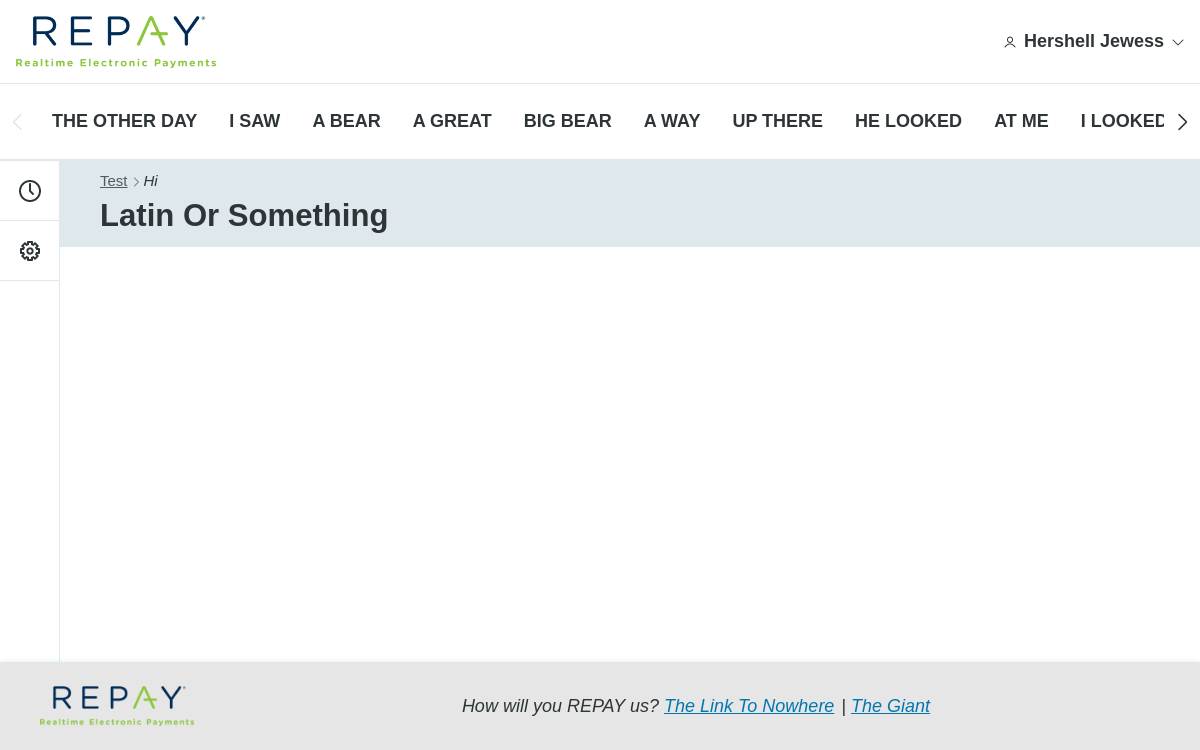 REPAY®
Realtime Electronic Payments
Hershell Jewess
THE OTHER DAY I SAW A BEAR A GREAT BIG BEAR A WAY UP THERE HE LOOKED AT ME I LOOKED
Test > Hi
Latin Or Something
REPAY®
Realtime Electronic Payments
How will you REPAY us? The Link To Nowhere | The Giant